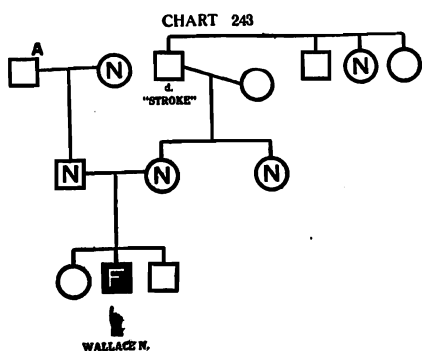 CHART 243
A
N
N
d.
"STROKE"
N N N
F
WALLACE N.